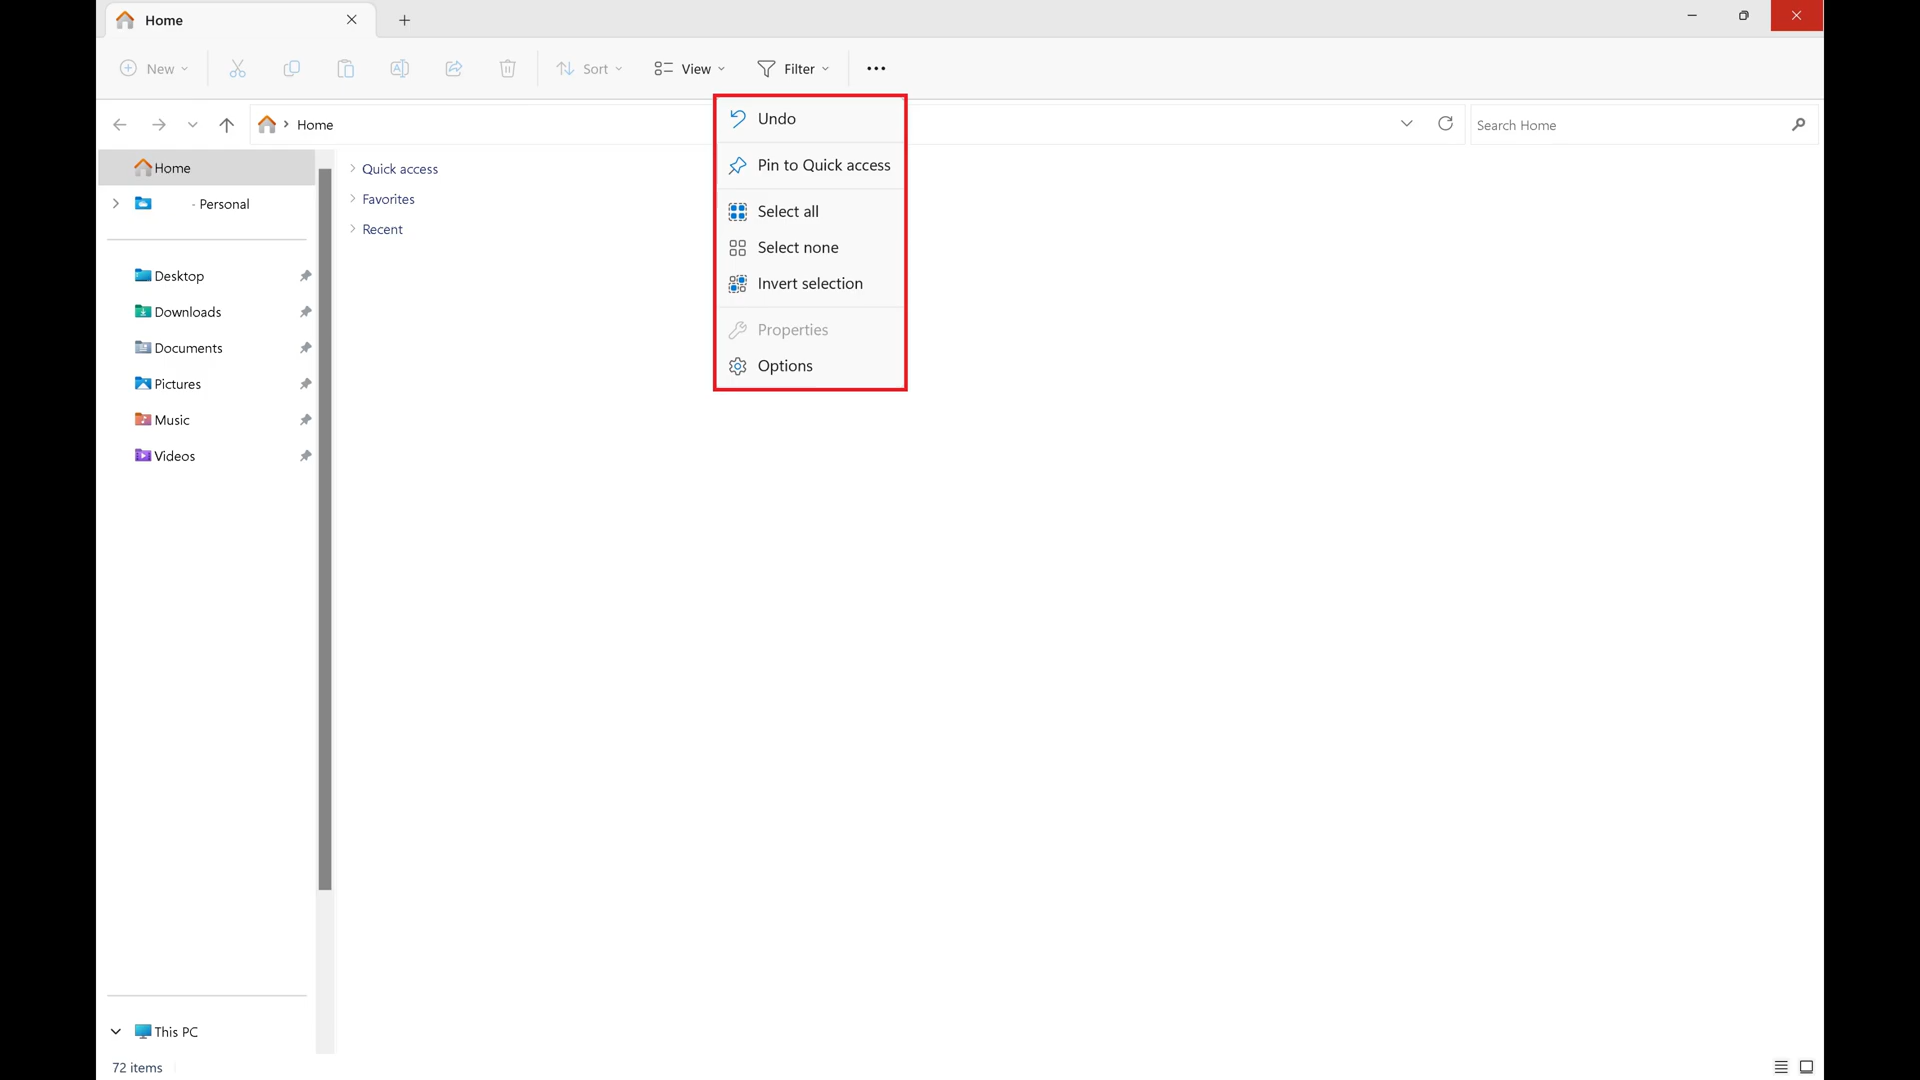 Home
New
Sort
View
Filter
Home
Search Home
Undo
Pin to Quick access
Select all
Select none
Invert selection
Properties
Options
Home
- Personal
Desktop
Downloads
Documents
Pictures
Music
Videos
This PC
Quick access
Favorites
Recent
72 items